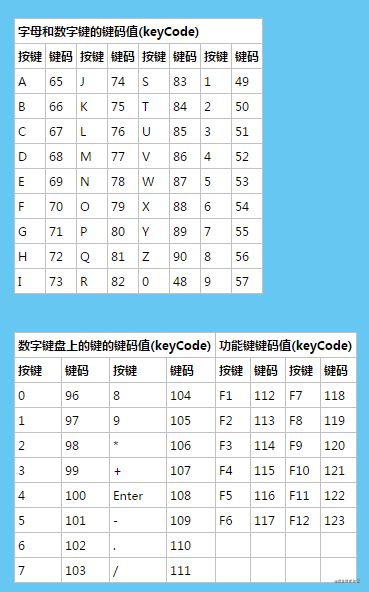 字母和数字键的键码值(keyCode)
按键 键码 按键 键码 按键 键码 按键 键码
A 65 J 74 S 83 1 49
B 66 K 75 T 84 2 50
C 67 L 76 U 85 3 51
D 68 M 77 V 86 4 52
E 69 N 78 W 87 5 53
F 70 O 79 X 88 6 54
G 71 P 80 Y 89 7 55
H 72 Q 81 Z 90 8 56
I 73 R 82 0 48 9 57
数字键盘上的键的键码值(keyCode) 功能键键码值(keyCode)
按键 键码 按键 键码 按键 键码 按键 键码
0 96 8 104 F1 112 F7 118
1 97 9 105 F2 113 F8 119
2 98 * 106 F3 114 F9 120
3 99 + 107 F4 115 F10 121
4 100 Enter 108 F5 116 F11 122
5 101 - 109 F6 117 F12 123
6 102 . 110
7 103 / 111